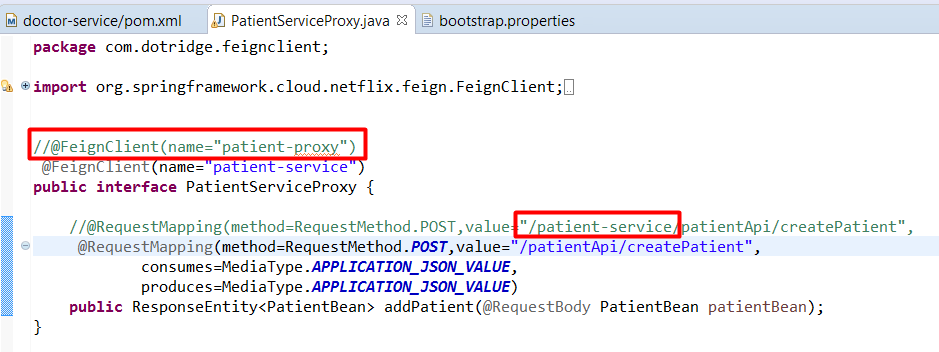 doctor-service/pom.xml PatientServiceProxy.java bootstrap.properties
package com.dotridge.feignclient;
import org.springframework.cloud.netflix.feign.FeignClient;
//@FeignClient(name="patient-proxy")
@FeignClient(name="patient-service")
public interface PatientServiceProxy {
//@RequestMapping(method=RequestMethod.POST,value="/patient-service/patientApi/createPatient",
@RequestMapping(method=RequestMethod.POST,value="/patientApi/createPatient",
consumes=MediaType.APPLICATION_JSON_VALUE,
produces=MediaType.APPLICATION_JSON_VALUE)
public ResponseEntity<PatientBean> addPatient(@RequestBody PatientBean patientBean);
}